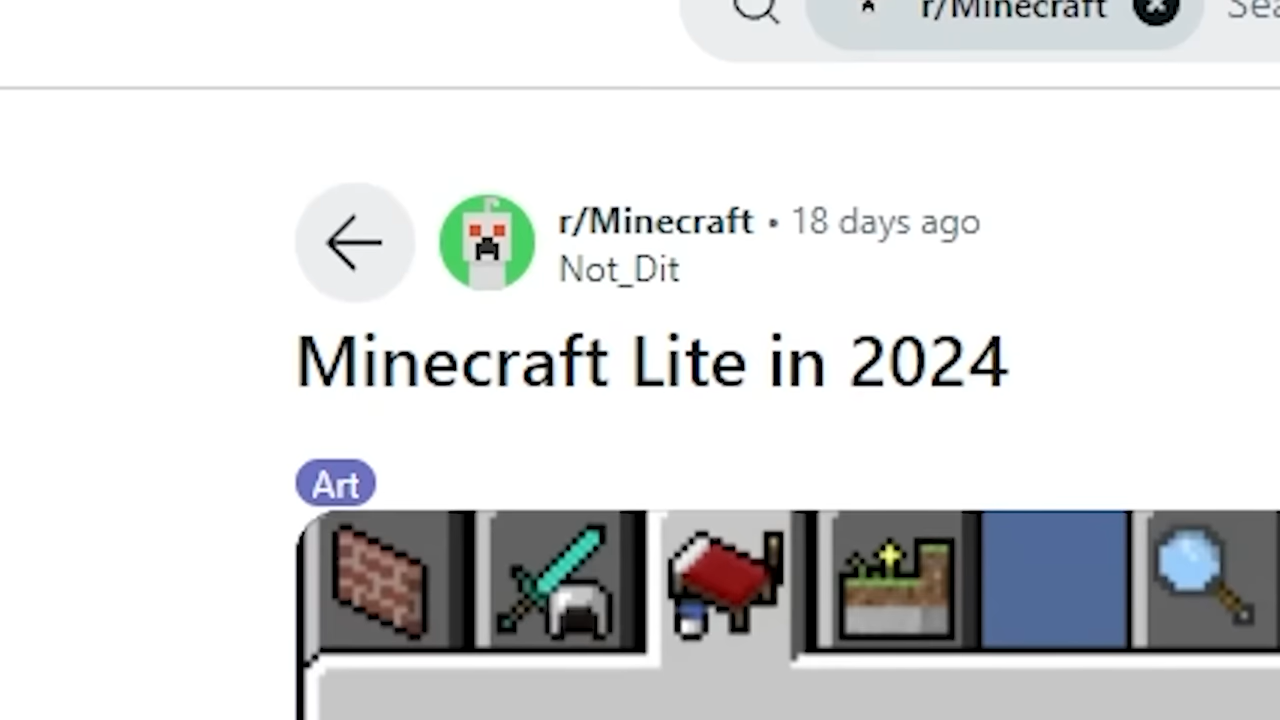 r/Minecraft
r/Minecraft • 18 days ago
Not_Dit
Minecraft Lite in 2024
Art